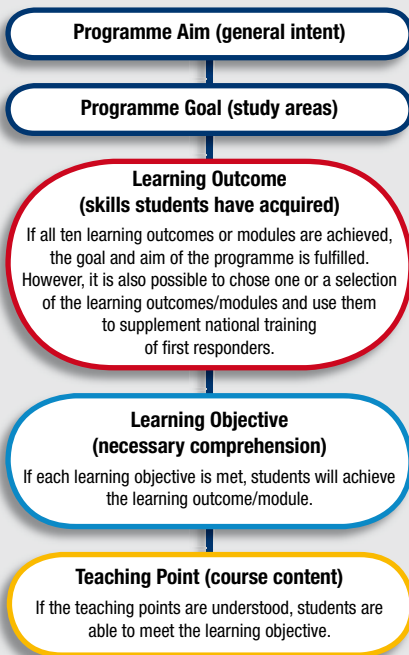 Programme Aim (general intent)
Programme Goal (study areas)
Learning Outcome
(skills students have acquired)
If all ten learning outcomes or modules are achieved,
the goal and aim of the programme is fulfilled.
However, it is also possible to chose one or a selection
of the learning outcomes/modules and use them
to supplement national training
of first responders.
Learning Objective
(necessary comprehension)
If each learning objective is met, students will achieve
the learning outcome/module.
Teaching Point (course content)
If the teaching points are understood, students are
able to meet the learning objective.